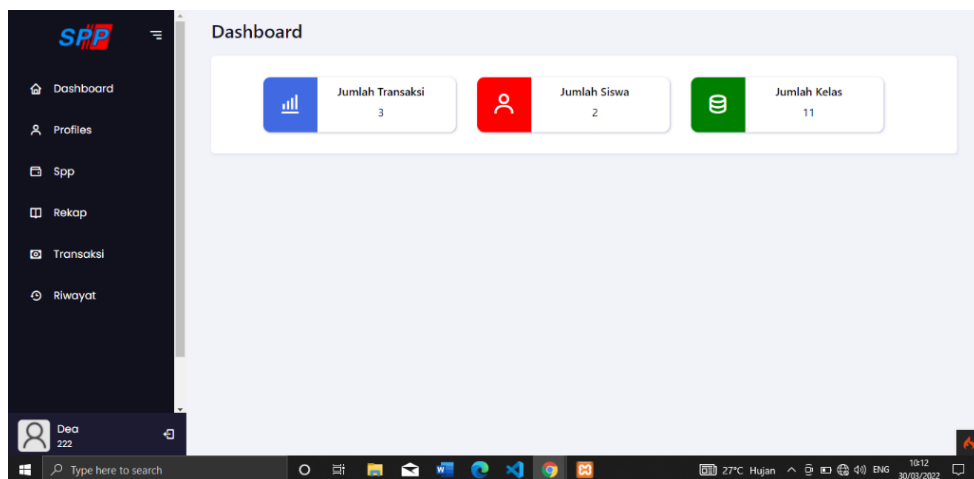 SPP
Dashboard
Profiles
Spp
Rekap
Transaksi
Riwayat
Dea
222
Dashboard
Jumlah Transaksi
3
Jumlah Siswa
2
Jumlah Kelas
11
Type here to search
27°C Hujan
ENG
10:12
30/03/2022